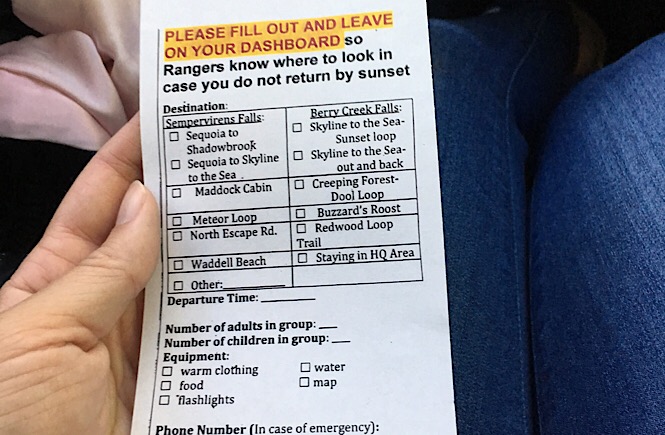 PLEASE FILL OUT AND LEAVE
ON YOUR DASHBOARD so
Rangers know where to look in
case you do not return by sunset
Destination:
Sempervirens Falls:
☐ Sequoia to
Shadowbrook
☐ Sequoia to Skyline
to the Sea
☐ Maddock Cabin
☐ Meteor Loop
☐ North Escape Rd.
☐ Waddell Beach
☐ Other:__________
Berry Creek Falls:
☐ Skyline to the Sea-
Sunset loop
☐ Skyline to the Sea-
out and back
☐ Creeping Forest-
Dool Loop
☐ Buzzard's Roost
☐ Redwood Loop
Trail
☐ Staying in HQ Area
Departure Time: ________
Number of adults in group: ___
Number of children in group: ___
Equipment:
☐ warm clothing
☐ food
☐ flashlights
☐ water
☐ map
Phone Number (In case of emergency):